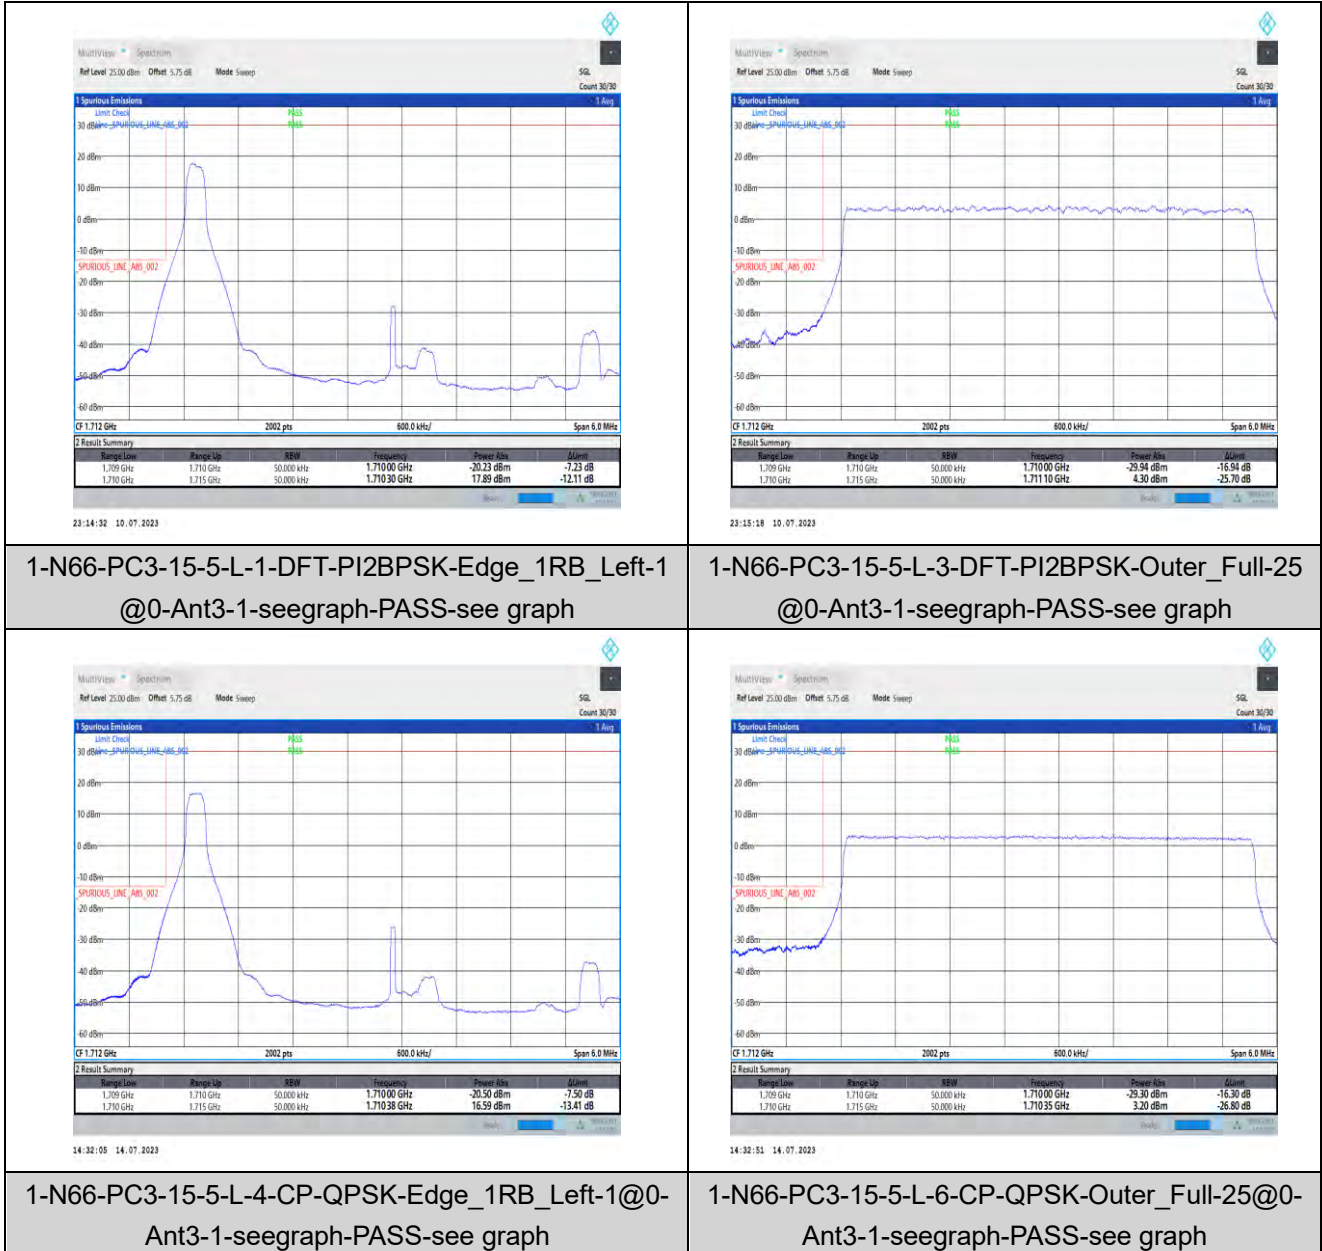 MultiView Spectrum
Ref Level 25.00 dBm Offset 5.75 dB Mode Sweep SGL
Count 30/30
1 Spurious Emissions 1 Avg
Limit Check PASS
30 dBm Line _SPURIOUS_LINE_ABS_002 PASS
20 dBm
10 dBm
0 dBm
-10 dBm
_SPURIOUS_LINE_ABS_002
-20 dBm
-30 dBm
-40 dBm
-50 dBm
-60 dBm
CF 1.712 GHz 2002 pts 600.0 kHz/ Span 6.0 MHz
2 Result Summary
Range Low Range Up RBW Frequency Power Abs ΔLimit
1.709 GHz 1.710 GHz 50.000 kHz 1.71000 GHz -20.23 dBm -7.23 dB
1.710 GHz 1.715 GHz 50.000 kHz 1.71030 GHz 17.89 dBm -12.11 dB
23:14:32 10.07.2023
1-N66-PC3-15-5-L-1-DFT-PI2BPSK-Edge_1RB_Left-1
@0-Ant3-1-seegraph-PASS-see graph
MultiView Spectrum
Ref Level 25.00 dBm Offset 5.75 dB Mode Sweep SGL
Count 30/30
1 Spurious Emissions 1 Avg
Limit Check PASS
30 dBm Line _SPURIOUS_LINE_ABS_002 PASS
20 dBm
10 dBm
0 dBm
-10 dBm
_SPURIOUS_LINE_ABS_002
-20 dBm
-30 dBm
-40 dBm
-50 dBm
-60 dBm
CF 1.712 GHz 2002 pts 600.0 kHz/ Span 6.0 MHz
2 Result Summary
Range Low Range Up RBW Frequency Power Abs ΔLimit
1.709 GHz 1.710 GHz 50.000 kHz 1.71000 GHz -29.94 dBm -16.94 dB
1.710 GHz 1.715 GHz 50.000 kHz 1.71110 GHz 4.30 dBm -25.70 dB
23:15:18 10.07.2023
1-N66-PC3-15-5-L-3-DFT-PI2BPSK-Outer_Full-25
@0-Ant3-1-seegraph-PASS-see graph
MultiView Spectrum
Ref Level 25.00 dBm Offset 5.75 dB Mode Sweep SGL
Count 30/30
1 Spurious Emissions 1 Avg
Limit Check PASS
30 dBm Line _SPURIOUS_LINE_ABS_002 PASS
20 dBm
10 dBm
0 dBm
-10 dBm
_SPURIOUS_LINE_ABS_002
-20 dBm
-30 dBm
-40 dBm
-50 dBm
-60 dBm
CF 1.712 GHz 2002 pts 600.0 kHz/ Span 6.0 MHz
2 Result Summary
Range Low Range Up RBW Frequency Power Abs ΔLimit
1.709 GHz 1.710 GHz 50.000 kHz 1.71000 GHz -20.50 dBm -7.50 dB
1.710 GHz 1.715 GHz 50.000 kHz 1.71038 GHz 16.59 dBm -13.41 dB
14:32:05 14.07.2023
1-N66-PC3-15-5-L-4-CP-QPSK-Edge_1RB_Left-1@0-
Ant3-1-seegraph-PASS-see graph
MultiView Spectrum
Ref Level 25.00 dBm Offset 5.75 dB Mode Sweep SGL
Count 30/30
1 Spurious Emissions 1 Avg
Limit Check PASS
30 dBm Line _SPURIOUS_LINE_ABS_002 PASS
20 dBm
10 dBm
0 dBm
-10 dBm
_SPURIOUS_LINE_ABS_002
-20 dBm
-30 dBm
-40 dBm
-50 dBm
-60 dBm
CF 1.712 GHz 2002 pts 600.0 kHz/ Span 6.0 MHz
2 Result Summary
Range Low Range Up RBW Frequency Power Abs ΔLimit
1.709 GHz 1.710 GHz 50.000 kHz 1.71000 GHz -29.30 dBm -16.30 dB
1.710 GHz 1.715 GHz 50.000 kHz 1.71035 GHz 3.20 dBm -26.80 dB
14:32:51 14.07.2023
1-N66-PC3-15-5-L-6-CP-QPSK-Outer_Full-25@0-
Ant3-1-seegraph-PASS-see graph